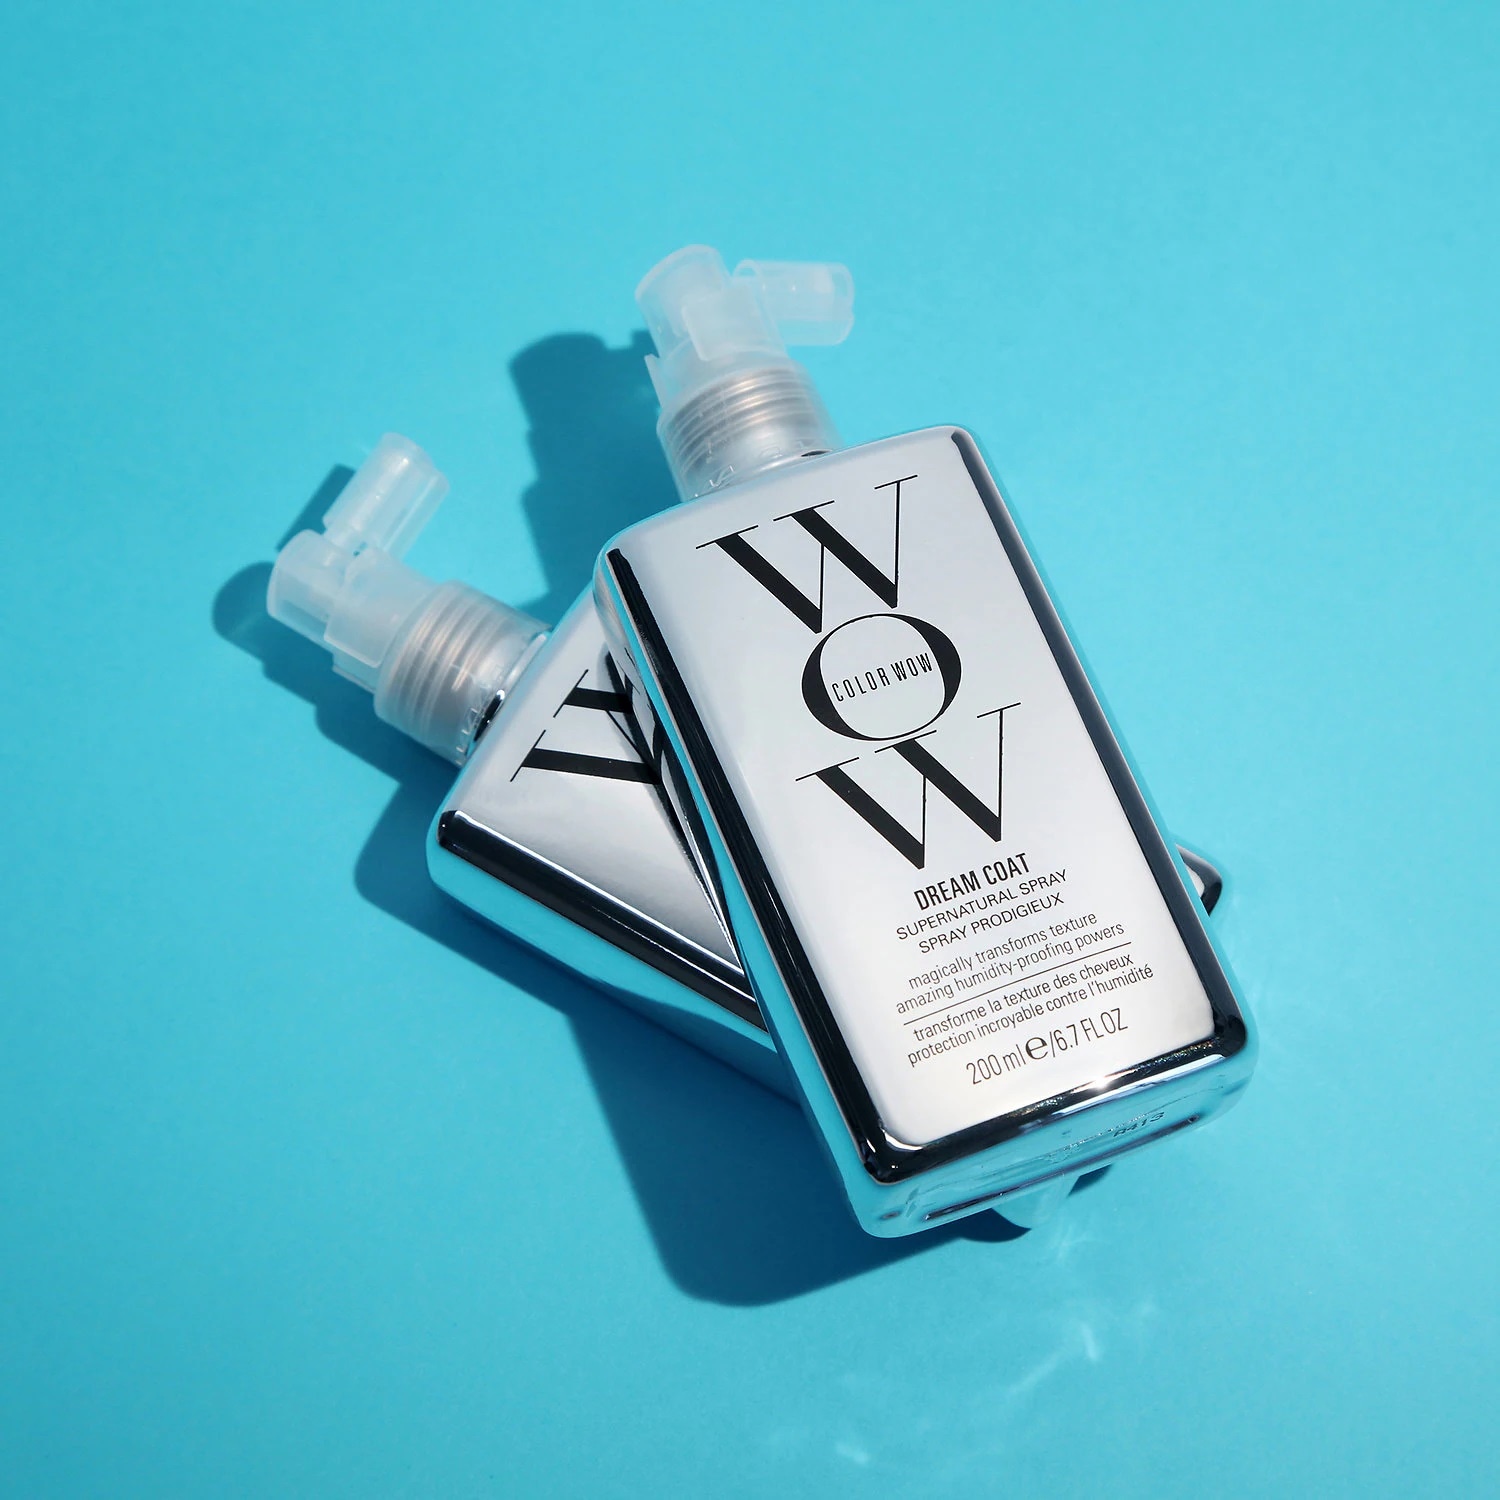 W
COLOR WOW
O
W
DREAM COAT
SUPERNATURAL SPRAY
SPRAY PRODIGIEUX
magically transforms texture
amazing humidity-proofing powers
transforme la texture des cheveux
protection incroyable contre l'humidité
200 ml ℮/6.7 FL OZ
W